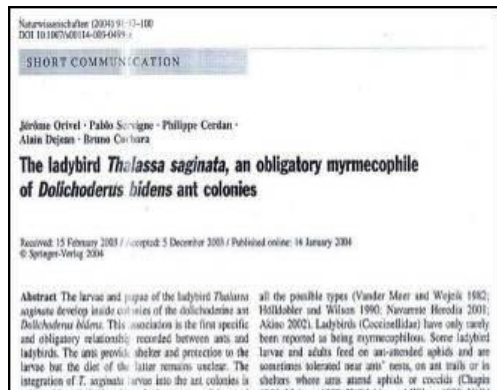 Naturwissenschaften (2004) 91: –100
DOI
SHORT COMMUNICATION
Jérôme Orivel · Pablo Servigne · Philippe Cerdan ·
Alain Dejean · Bruno Corbara
The ladybird Thalassa saginata, an obligatory myrmecophile
of Dolichoderus bidens ant colonies
Received: 15 February 2003 / Accepted: 5 December 2003 / Published online: 14 January 2004
© Springer-Verlag 2004
Abstract The larvae and pupae of the ladybird Thalassa
saginata develop inside colonies of the dolichoderine ant
Dolichoderus bidens. This association is the first specific
and obligatory relationship recorded between ants and
ladybirds. The ants provide shelter and protection to the
larvae but the diet of the latter remains unclear. The
integration of T. saginata larvae into the ant colonies is
all the possible types (Vander Meer and Wojcik 1982;
Hölldobler and Wilson 1990; Navarrete Heredia 2001;
Akino 2002). Ladybirds (Coccinellidae) have only rarely
been reported as being myrmecophilous. Some ladybird
larvae and adults feed on ant-attended aphids and are
sometimes tolerated near ants' nests, on ant trails or in
shelters where ants attend aphids or coccids (Chapin